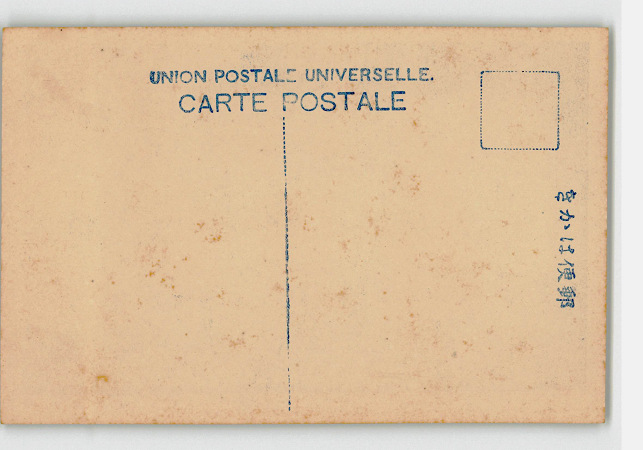 UNION POSTALE UNIVERSELLE.
CARTE POSTALE
郵便はかき